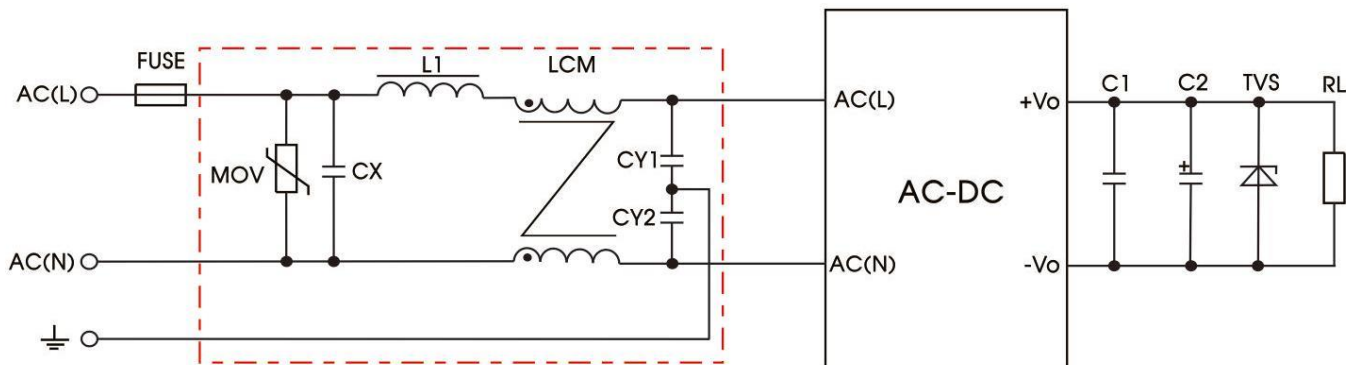 FUSE
L1
LCM
AC(L)
AC(L)
+Vo
C1
C2
TVS
RL
MOV
CX
CY1
+
AC-DC
CY2
AC(N)
AC(N)
-Vo